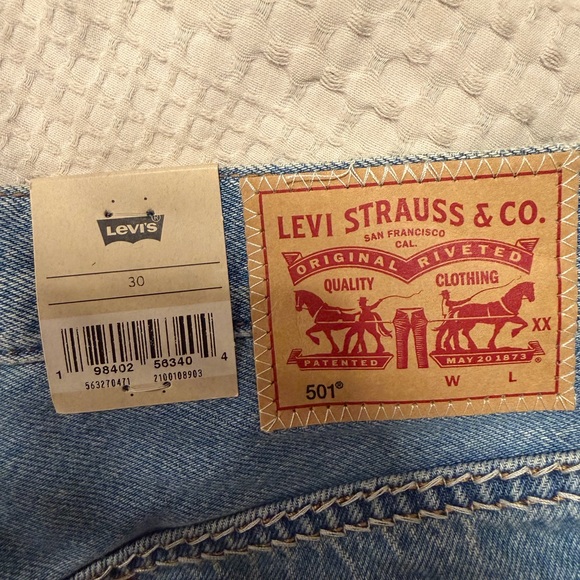 LEVI'S®
30
1 98402 56340 4
563270471 2100108903
LEVI STRAUSS & CO.
SAN FRANCISCO
CAL.
ORIGINAL RIVETED
QUALITY CLOTHING
XX
PATENTED MAY 20 1873 ®
501® W L